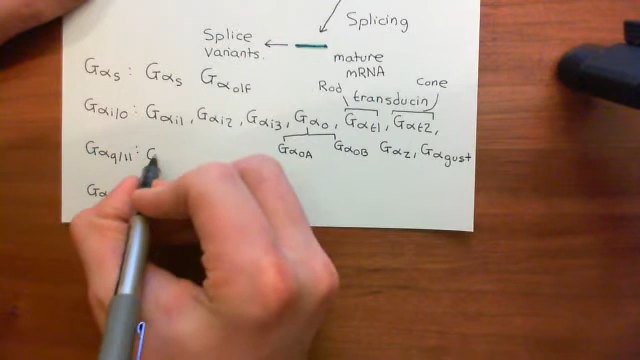 Splicing
Splice variants. ← mature mRNA
Rod transducin Cone
Gαs : Gαs Gαolf
Gαi/o : Gαi1, Gαi2, Gαi3, Gαo, Gαt1, Gαt2,
GαoA GαoB Gαz, Gαgust
Gαq/11 : G
Gα